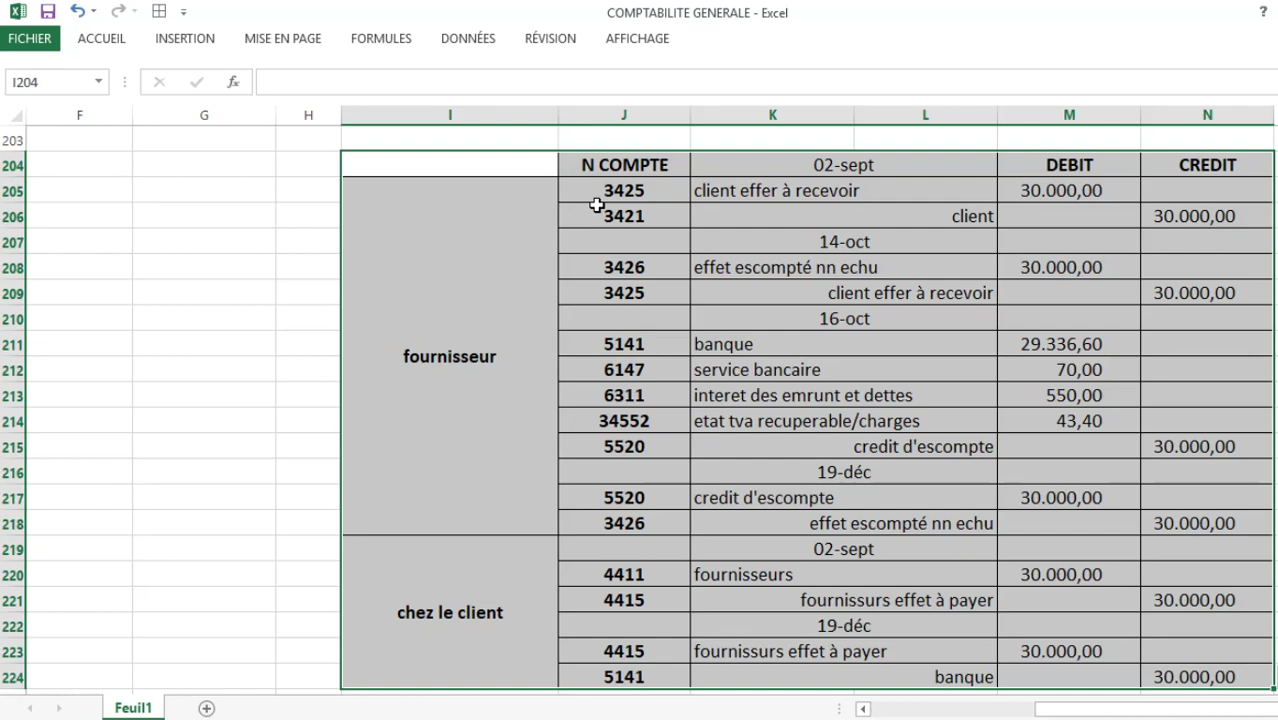 COMPTABILITE GENERALE - Excel
?
FICHIER ACCUEIL INSERTION MISE EN PAGE FORMULES DONNÉES RÉVISION AFFICHAGE
I204 fx
F G H I J K L M N
203
204 N COMPTE 02-sept DEBIT CREDIT
205 3425 client effer à recevoir 30.000,00
206 3421 client 30.000,00
207 14-oct
208 3426 effet escompté nn echu 30.000,00
209 3425 client effer à recevoir 30.000,00
210 16-oct
211 5141 banque 29.336,60
fournisseur
212 6147 service bancaire 70,00
213 6311 interet des emrunt et dettes 550,00
214 34552 etat tva recuperable/charges 43,40
215 5520 credit d'escompte 30.000,00
216 19-déc
217 5520 credit d'escompte 30.000,00
218 3426 effet escompté nn echu 30.000,00
219 02-sept
220 4411 fournisseurs 30.000,00
221 4415 fournissurs effet à payer 30.000,00
chez le client
222 19-déc
223 4415 fournissurs effet à payer 30.000,00
224 5141 banque 30.000,00
Feuil1